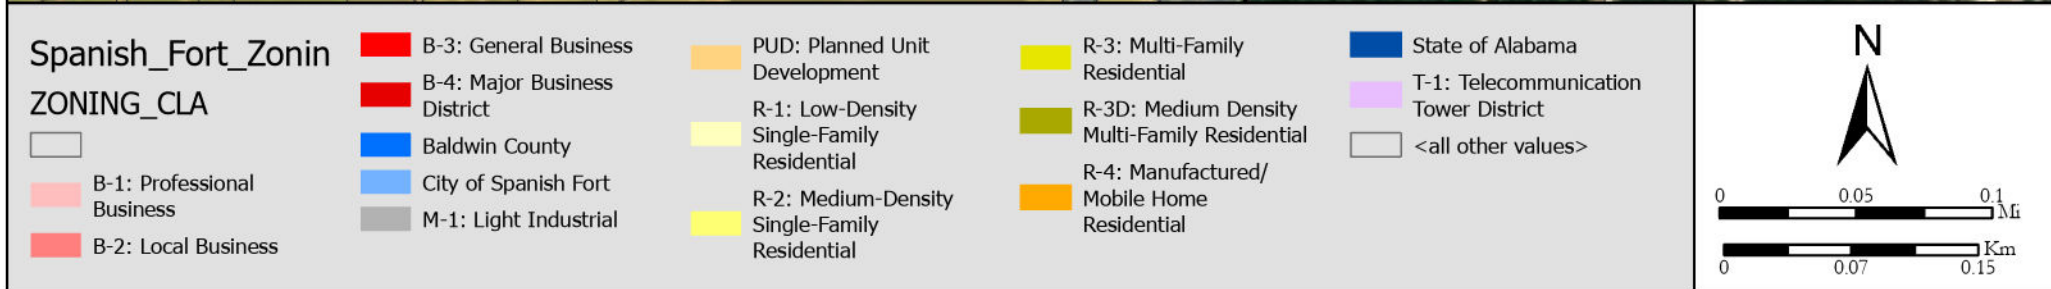 Spanish_Fort_Zonin
ZONING_CLA
B-1: Professional
Business
B-2: Local Business
B-3: General Business
B-4: Major Business
District
Baldwin County
City of Spanish Fort
M-1: Light Industrial
PUD: Planned Unit
Development
R-1: Low-Density
Single-Family
Residential
R-2: Medium-Density
Single-Family
Residential
R-3: Multi-Family
Residential
R-3D: Medium Density
Multi-Family Residential
R-4: Manufactured/
Mobile Home
Residential
State of Alabama
T-1: Telecommunication
Tower District
<all other values>
N
0 0.05 0.1
Mi
Km
0 0.07 0.15